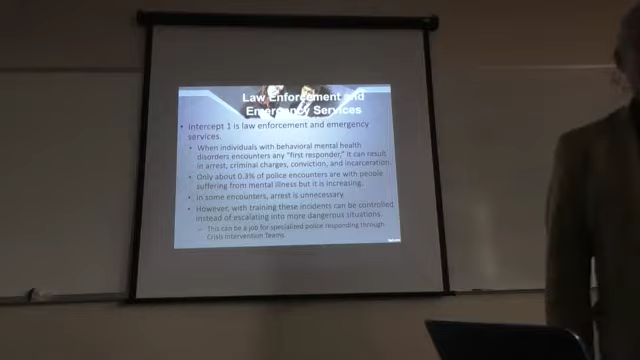 Law Enforcement and
Emergency Services
• Intercept 1 is law enforcement and emergency
services.
• When individuals with behavioral mental health
disorders encounters any "first responder," it can result
in arrest, criminal charges, conviction, and incarceration.
• Only about 0.3% of police encounters are with people
suffering from mental illness but it is increasing.
• In some encounters, arrest is unnecessary.
• However, with training these incidents can be controlled
instead of escalating into more dangerous situations.
– This can be a job for specialized police responding through
Crisis Intervention Teams.